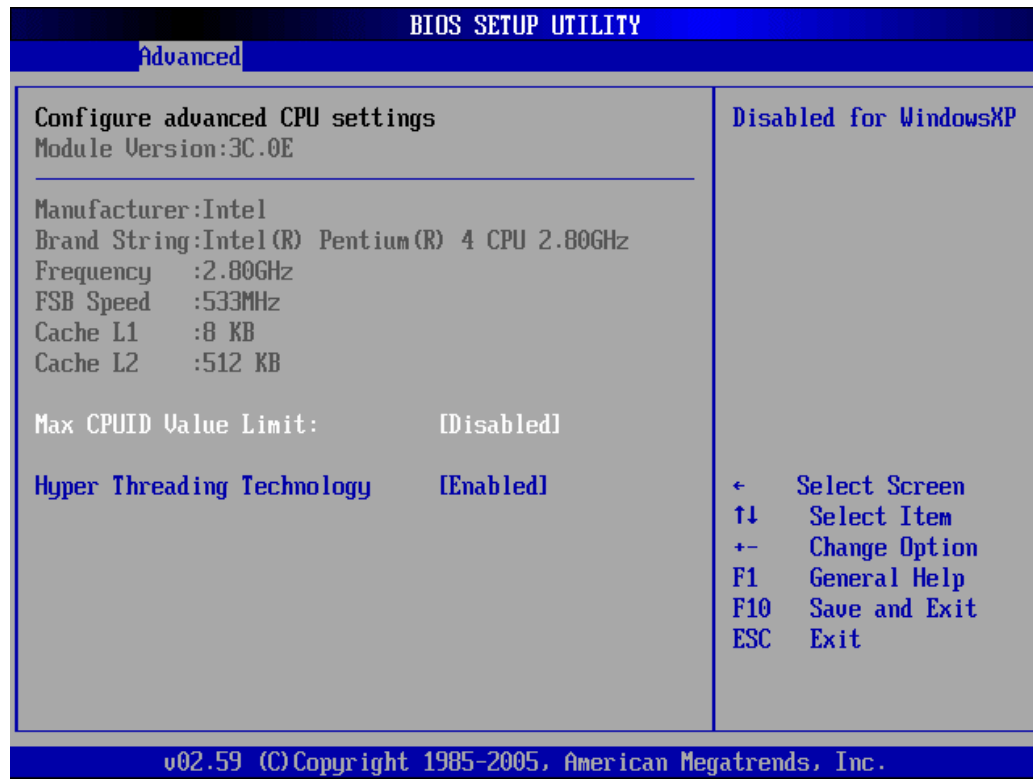 BIOS SETUP UTILITY
Advanced
Configure advanced CPU settings
Module Version:3C.0E
Manufacturer:Intel
Brand String:Intel(R) Pentium(R) 4 CPU 2.80GHz
Frequency :2.80GHz
FSB Speed :533MHz
Cache L1 :8 KB
Cache L2 :512 KB
Max CPUID Value Limit: [Disabled]
Hyper Threading Technology [Enabled]
Disabled for WindowsXP
← Select Screen
↑↓ Select Item
+- Change Option
F1 General Help
F10 Save and Exit
ESC Exit
v02.59 (C)Copyright 1985-2005, American Megatrends, Inc.